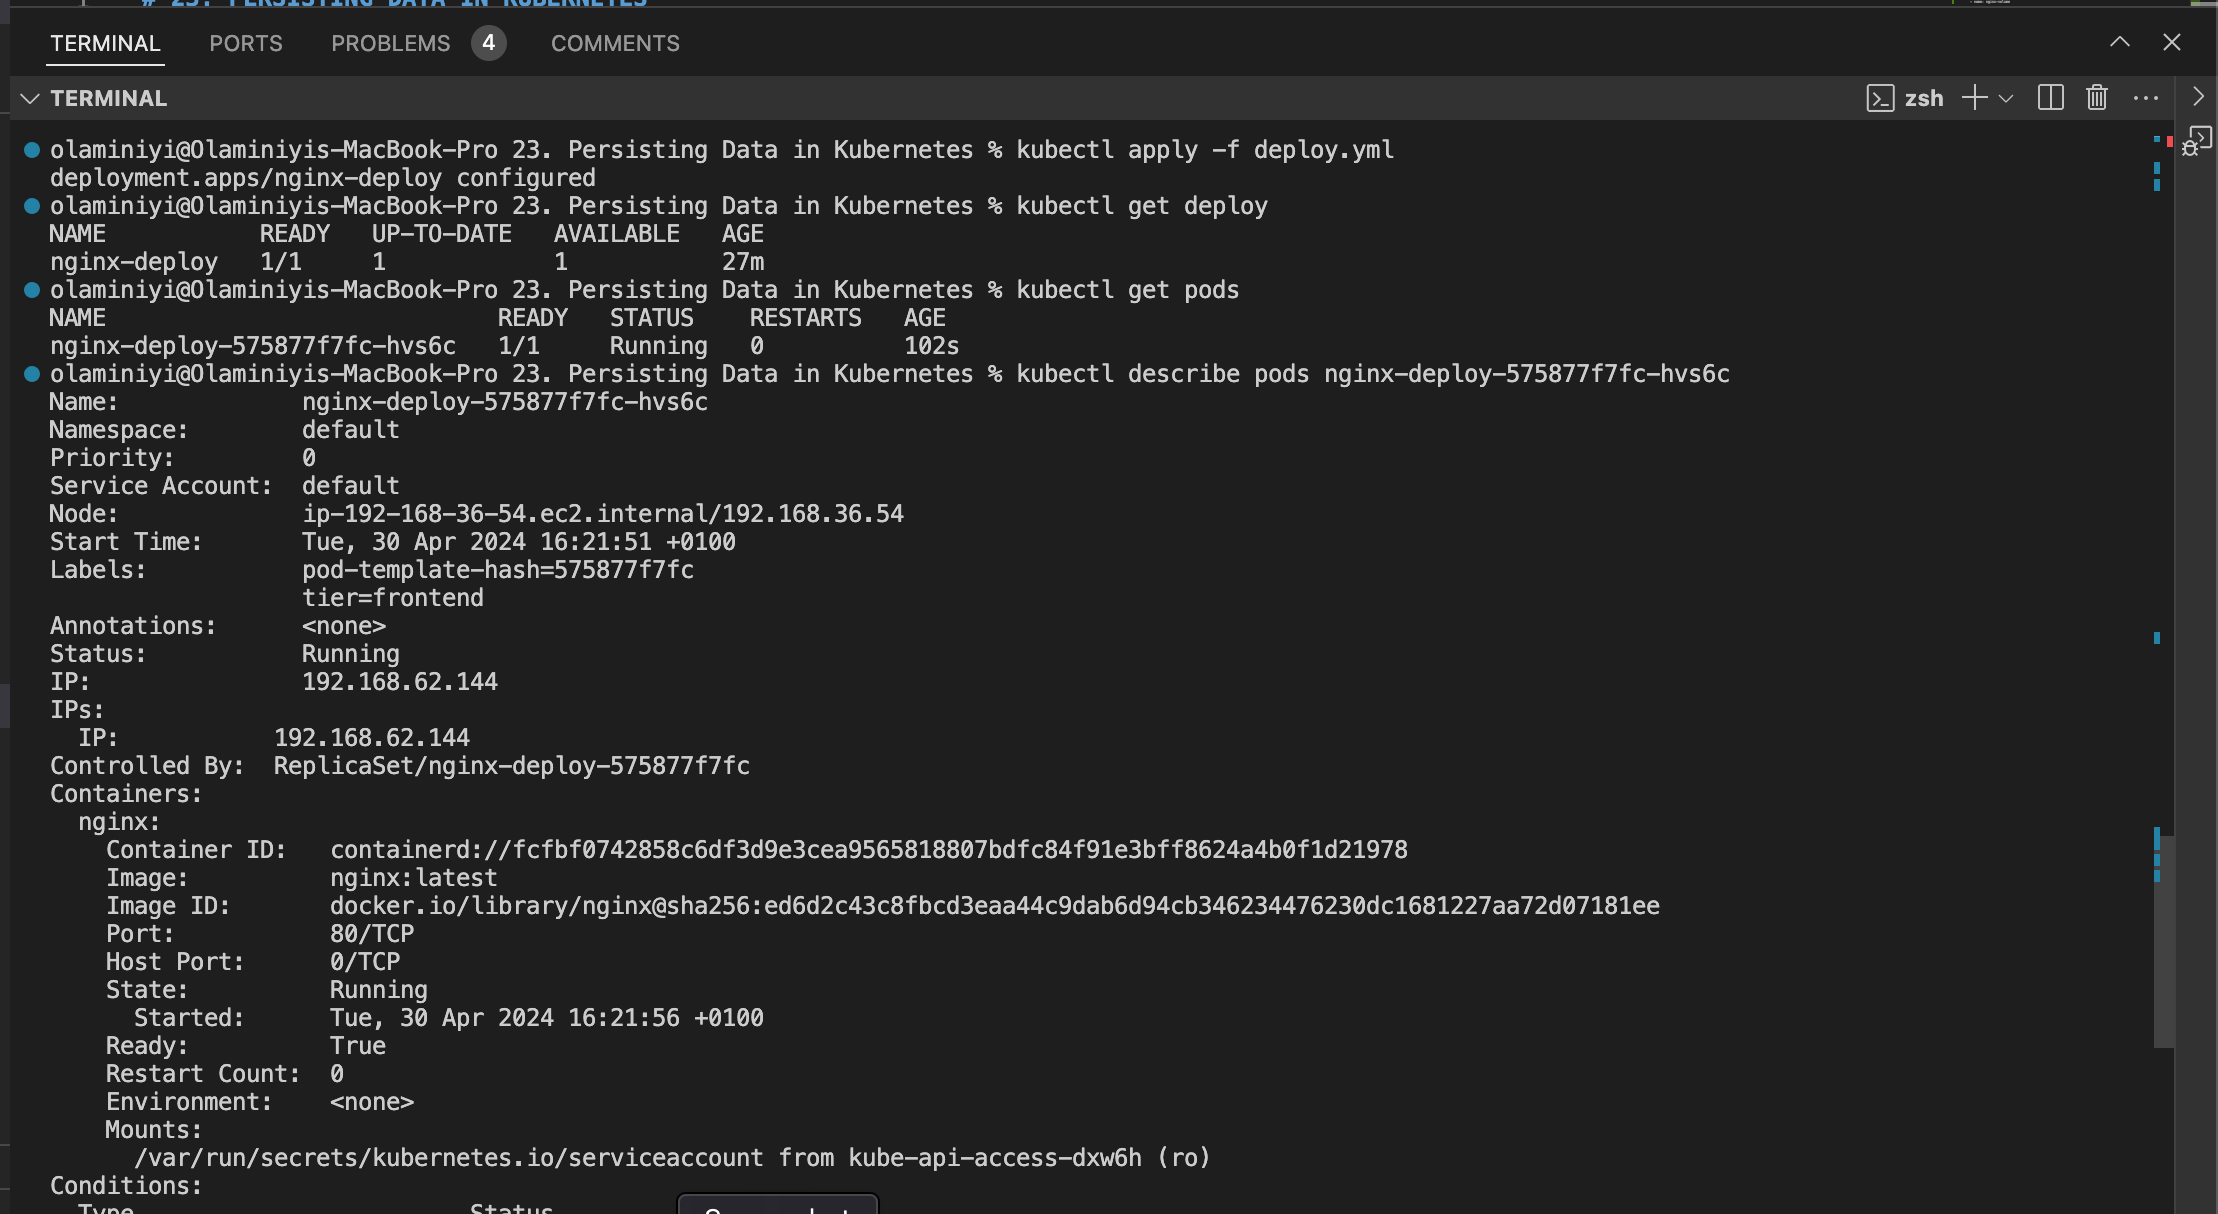 # 23. PERSISTING DATA IN KUBERNETES
TERMINAL PORTS PROBLEMS 4 COMMENTS
TERMINAL zsh
olaminiyi@Olaminiyis-MacBook-Pro 23. Persisting Data in Kubernetes % kubectl apply -f deploy.yml
deployment.apps/nginx-deploy configured
olaminiyi@Olaminiyis-MacBook-Pro 23. Persisting Data in Kubernetes % kubectl get deploy
NAME READY UP-TO-DATE AVAILABLE AGE
nginx-deploy 1/1 1 1 27m
olaminiyi@Olaminiyis-MacBook-Pro 23. Persisting Data in Kubernetes % kubectl get pods
NAME READY STATUS RESTARTS AGE
nginx-deploy-575877f7fc-hvs6c 1/1 Running 0 102s
olaminiyi@Olaminiyis-MacBook-Pro 23. Persisting Data in Kubernetes % kubectl describe pods nginx-deploy-575877f7fc-hvs6c
Name: nginx-deploy-575877f7fc-hvs6c
Namespace: default
Priority: 0
Service Account: default
Node: ip-192-168-36-54.ec2.internal/192.168.36.54
Start Time: Tue, 30 Apr 2024 16:21:51 +0100
Labels: pod-template-hash=575877f7fc
tier=frontend
Annotations: <none>
Status: Running
IP: 192.168.62.144
IPs:
IP: 192.168.62.144
Controlled By: ReplicaSet/nginx-deploy-575877f7fc
Containers:
nginx:
Container ID: containerd://fcfbf0742858c6df3d9e3cea9565818807bdfc84f91e3bff8624a4b0f1d21978
Image: nginx:latest
Image ID: docker.io/library/nginx@sha256:ed6d2c43c8fbcd3eaa44c9dab6d94cb346234476230dc1681227aa72d07181ee
Port: 80/TCP
Host Port: 0/TCP
State: Running
Started: Tue, 30 Apr 2024 16:21:56 +0100
Ready: True
Restart Count: 0
Environment: <none>
Mounts:
/var/run/secrets/kubernetes.io/serviceaccount from kube-api-access-dxw6h (ro)
Conditions:
Type Status